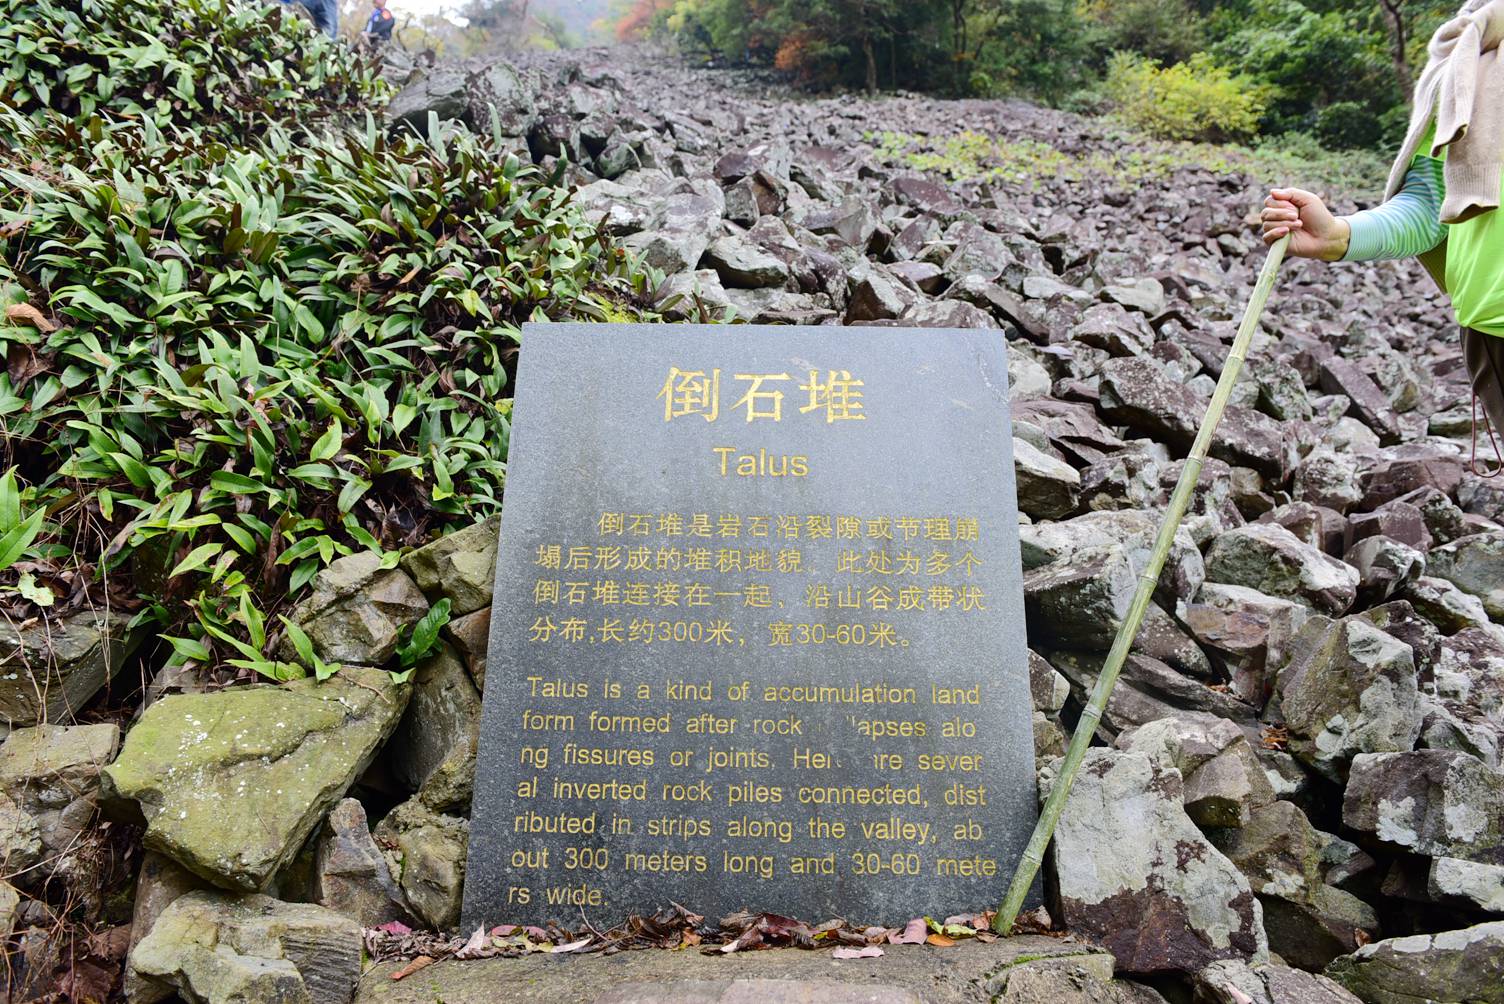 倒石堆
Talus
倒石堆是岩石沿裂隙或节理崩
塌后形成的堆积地貌。此处为多个
倒石堆连接在一起、沿山谷成带状
分布,长约300米，宽30-60米。
Talus is a kind of accumulation land
form formed after rock alo
ng fissures or joints, sever
al inverted rock piles connected, dist
ributed in strips along the valley, ab
out 300 meters long and 30-60 mete
rs wide.